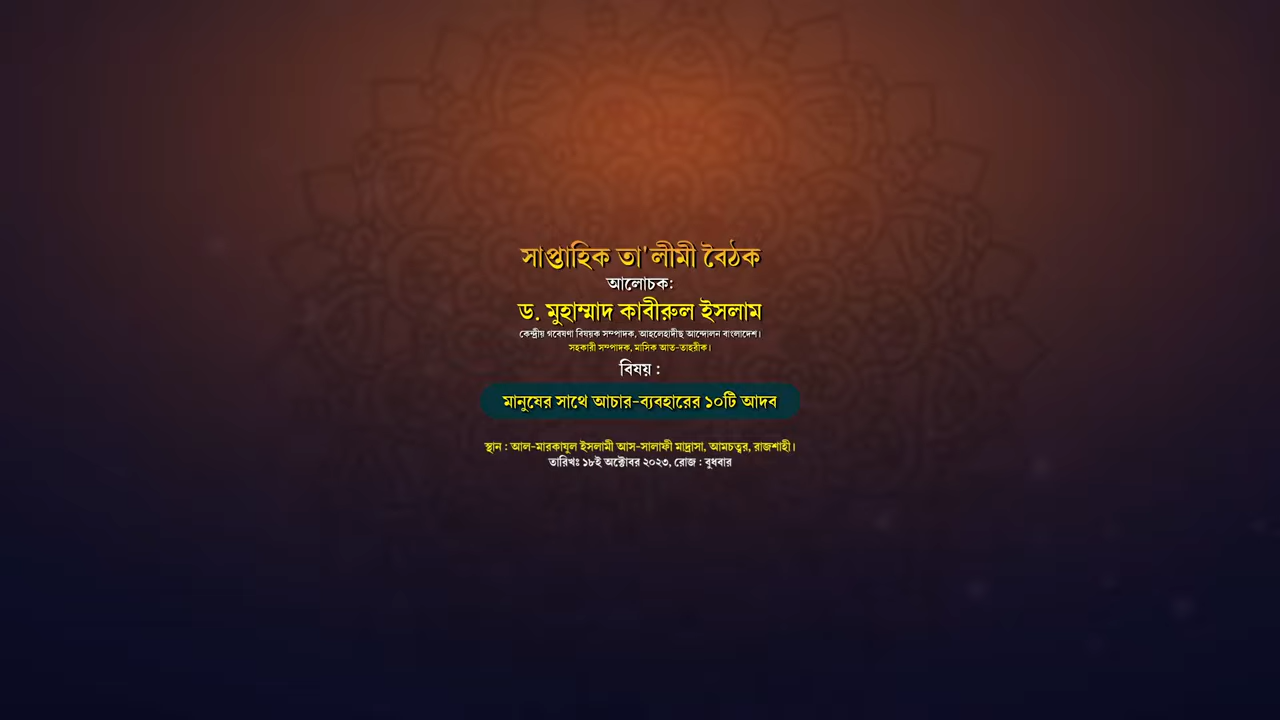 সাপ্তাহিক তা'লীমী বৈঠক
আলোচক:
ড. মুহাম্মাদ কাবীরুল ইসলাম
কেন্দ্রীয় গবেষণা বিষয়ক সম্পাদক, আহলেহাদীছ আন্দোলন বাংলাদেশ।
সহকারী সম্পাদক, মাসিক আত-তাহরীক।
বিষয় :
মানুষের সাথে আচার-ব্যবহারের ১০টি আদব
স্থান : আল-মারকাযুল ইসলামী আস-সালাফী মাদ্রাসা, আমচত্বর, রাজশাহী।
তারিখঃ ১৮ই অক্টোবর ২০২৩, রোজ : বুধবার